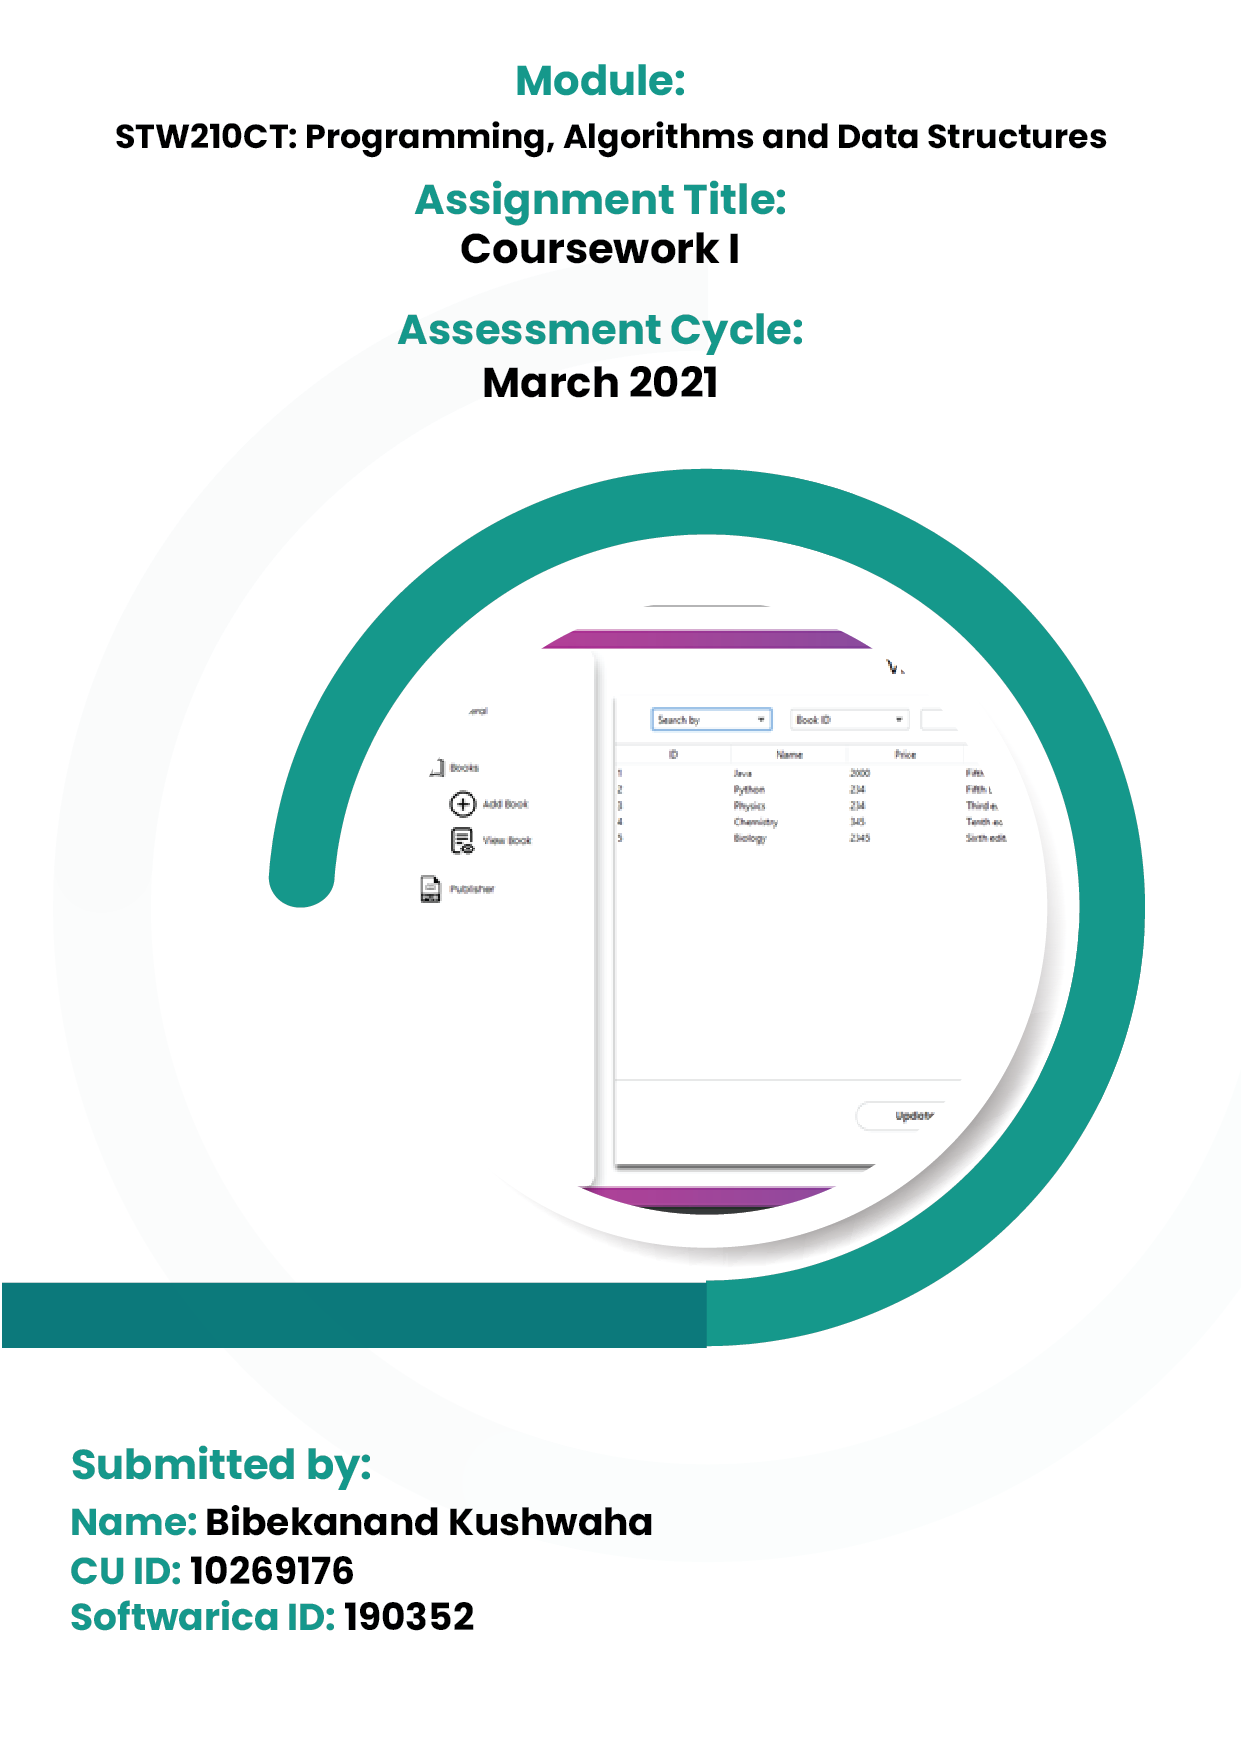 Module:
STW210CT: Programming, Algorithms and Data Structures
Assignment Title:
Coursework I
Assessment Cycle:
March 2021
Search by
Book ID
ID Name Price
1 Java 2000 Fifth
2 Python 234 Fifth
3 Physics 234 Third
4 Chemistry 345 Tenth
5 Biology 2345 Sixth edit
Books
Add Book
View Book
Publisher
Submitted by:
Name: Bibekanand Kushwaha
CU ID: 10269176
Softwarica ID: 190352